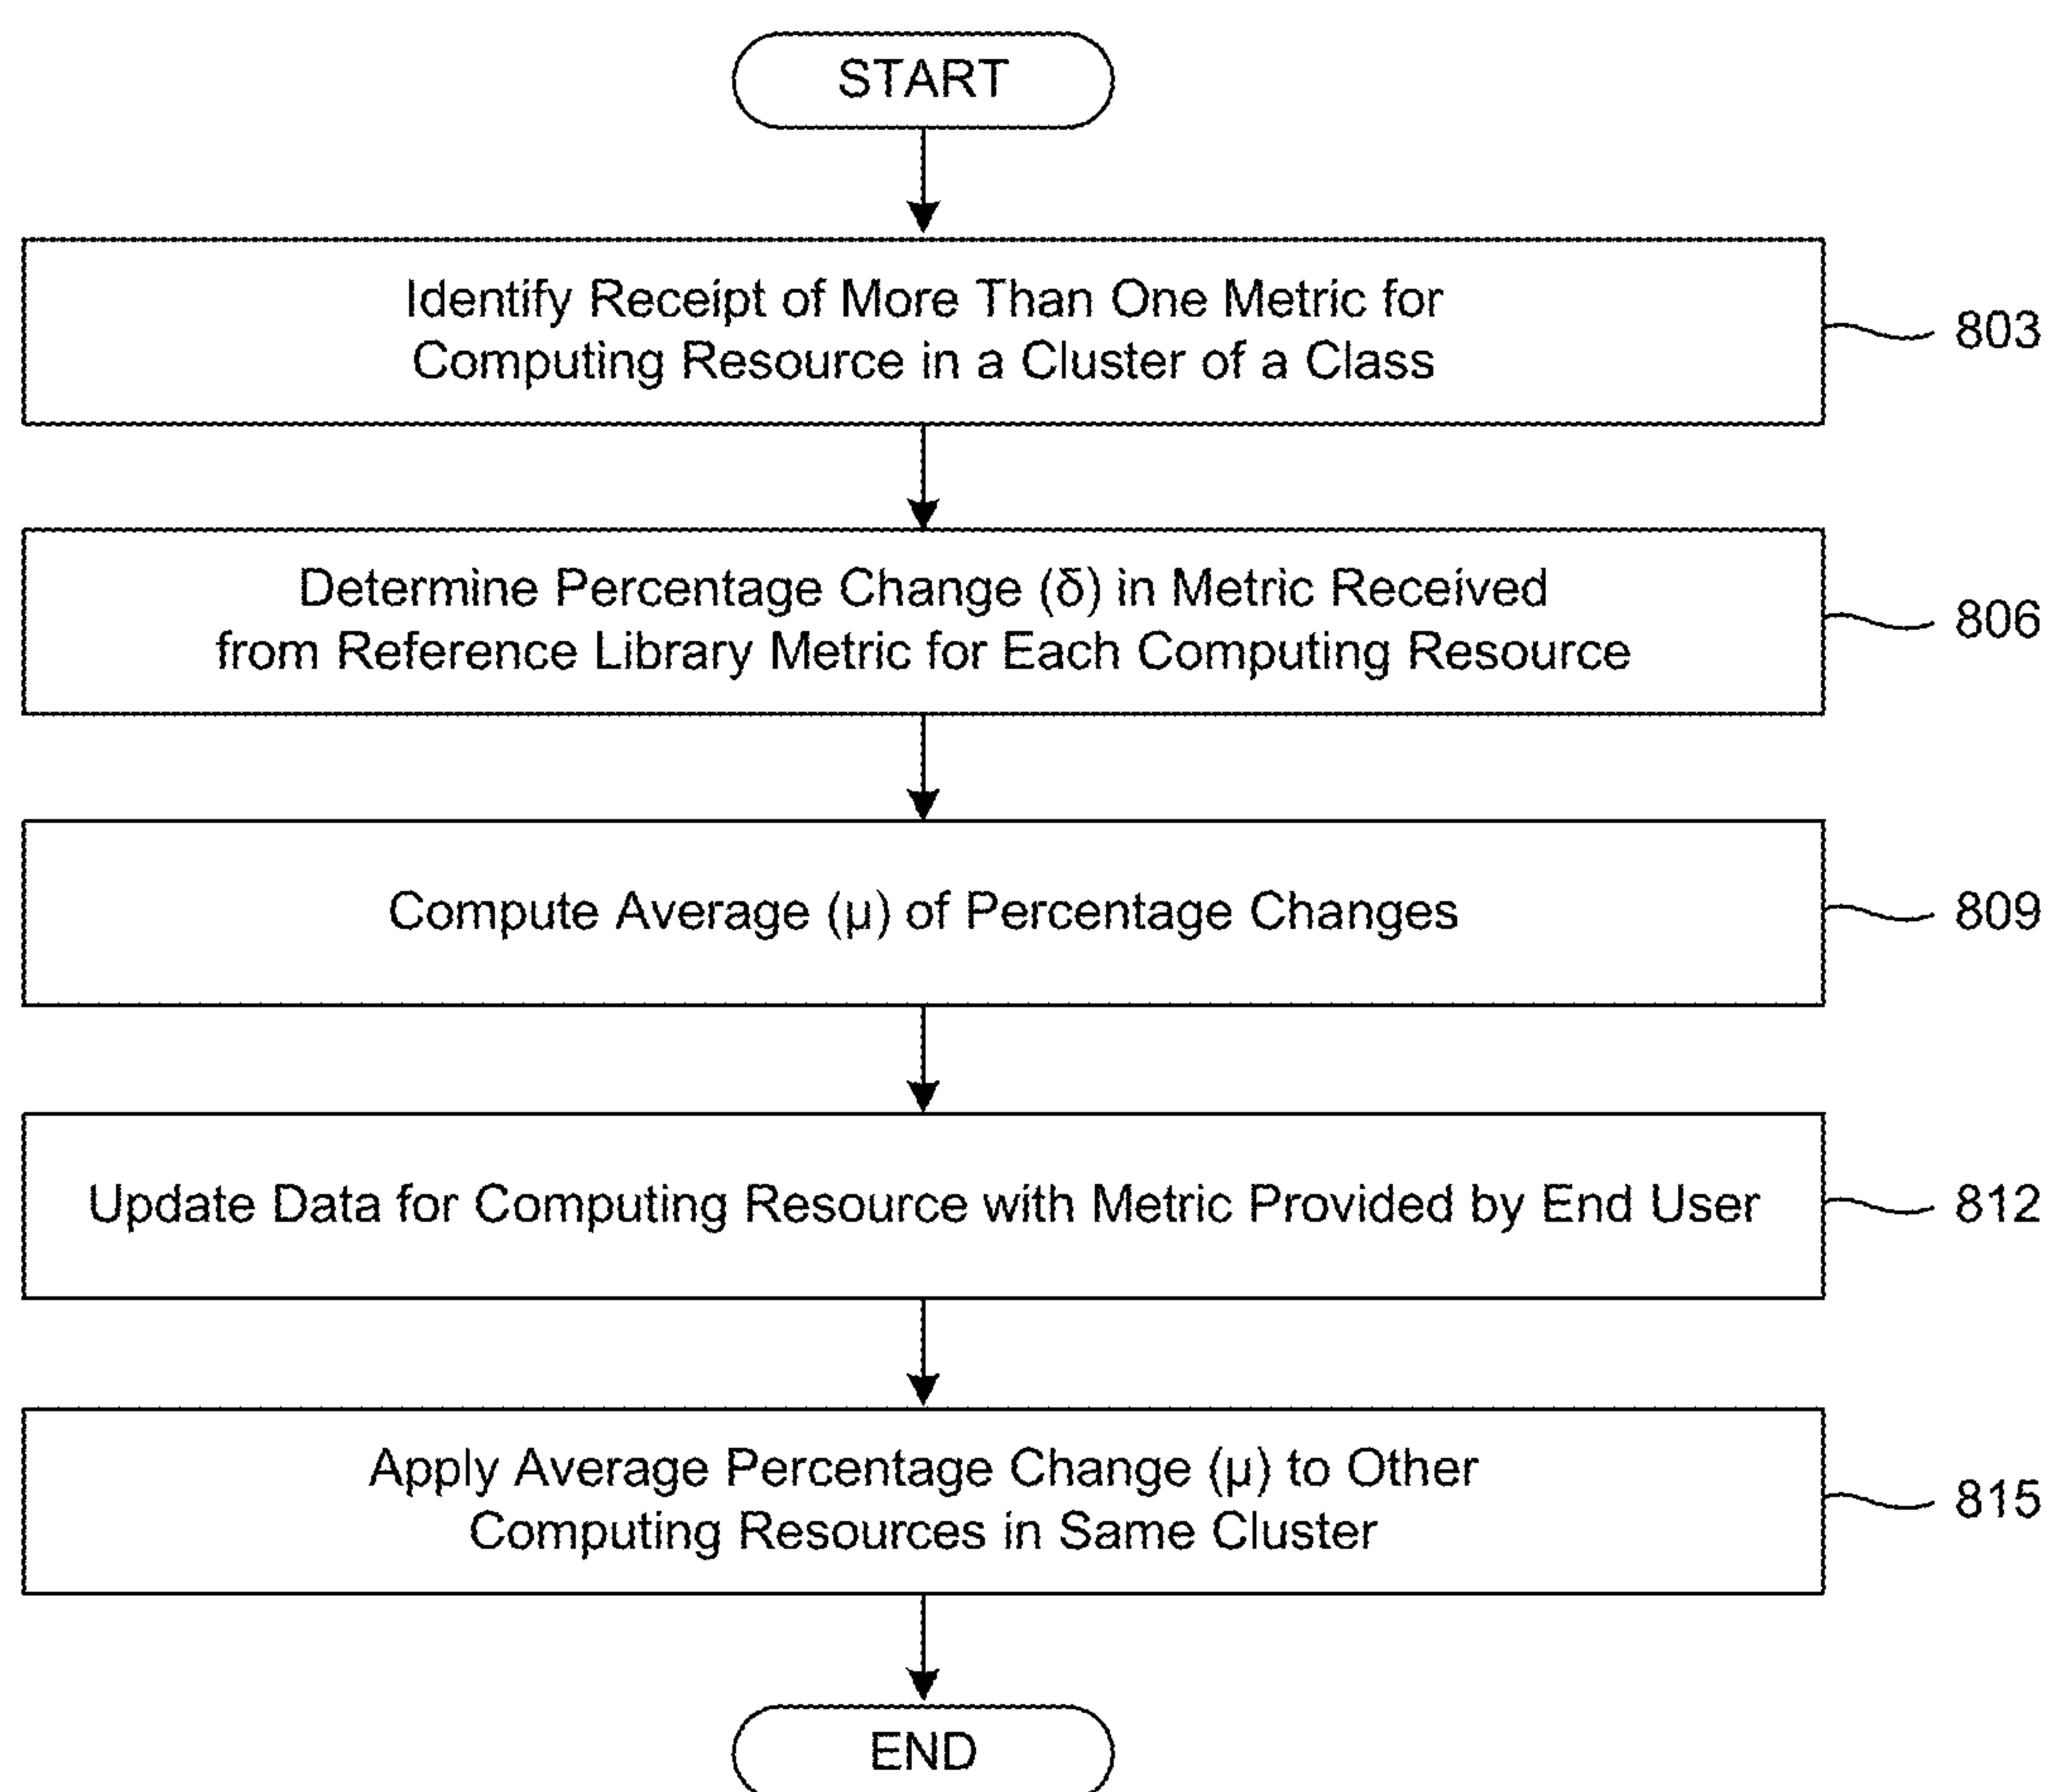 START
Identify Receipt of More Than One Metric for
Computing Resource in a Cluster of a Class
803
Determine Percentage Change (δ) in Metric Received
from Reference Library Metric for Each Computing Resource
806
Compute Average (μ) of Percentage Changes
809
Update Data for Computing Resource with Metric Provided by End User
812
Apply Average Percentage Change (μ) to Other
Computing Resources in Same Cluster
815
END